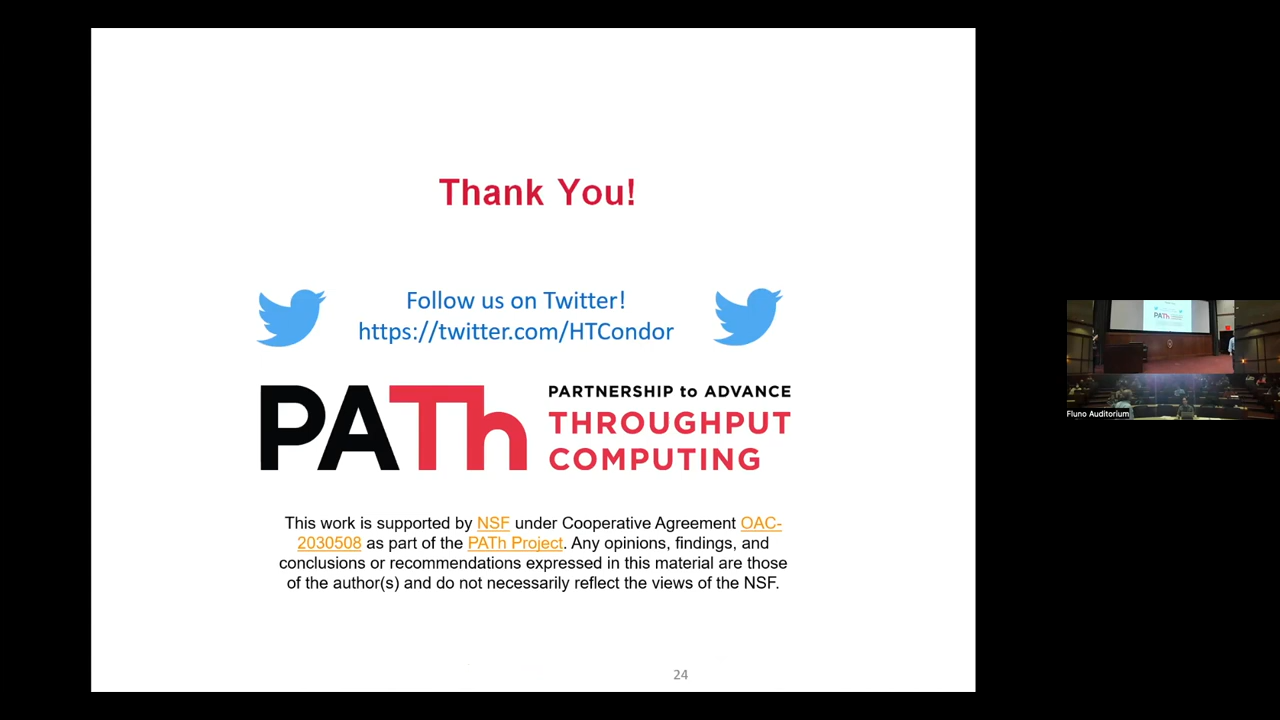 Thank You!
Follow us on Twitter!
https://twitter.com/HTCondor
PATh
PARTNERSHIP to ADVANCE
THROUGHPUT
COMPUTING
This work is supported by NSF under Cooperative Agreement OAC-
2030508 as part of the PATh Project. Any opinions, findings, and
conclusions or recommendations expressed in this material are those
of the author(s) and do not necessarily reflect the views of the NSF.
24
PATh
Fluno Auditorium